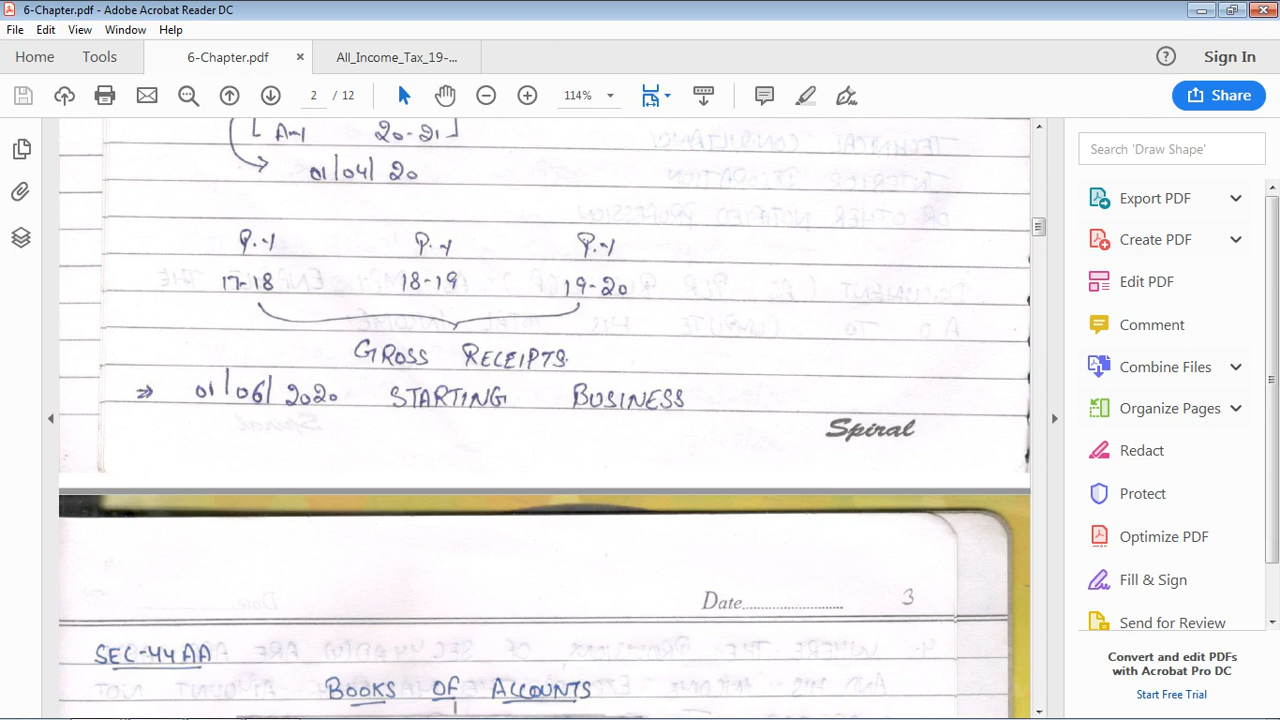 6-Chapter.pdf - Adobe Acrobat Reader DC
File Edit View Window Help
Home Tools 6-Chapter.pdf × All_Income_Tax_19-... Sign In
2 / 12 114% Share
20-21
01/04/20
P.Y P.Y P.Y
17-18 18-19 19-20
GROSS RECEIPTS
⇒ 01/06/2020 STARTING BUSINESS
Spiral
Date 3
SEC-44AA
BOOKS OF ACCOUNTS
Search 'Draw Shape'
Export PDF
Create PDF
Edit PDF
Comment
Combine Files
Organize Pages
Redact
Protect
Optimize PDF
Fill & Sign
Send for Review
Convert and edit PDFs
with Acrobat Pro DC
Start Free Trial